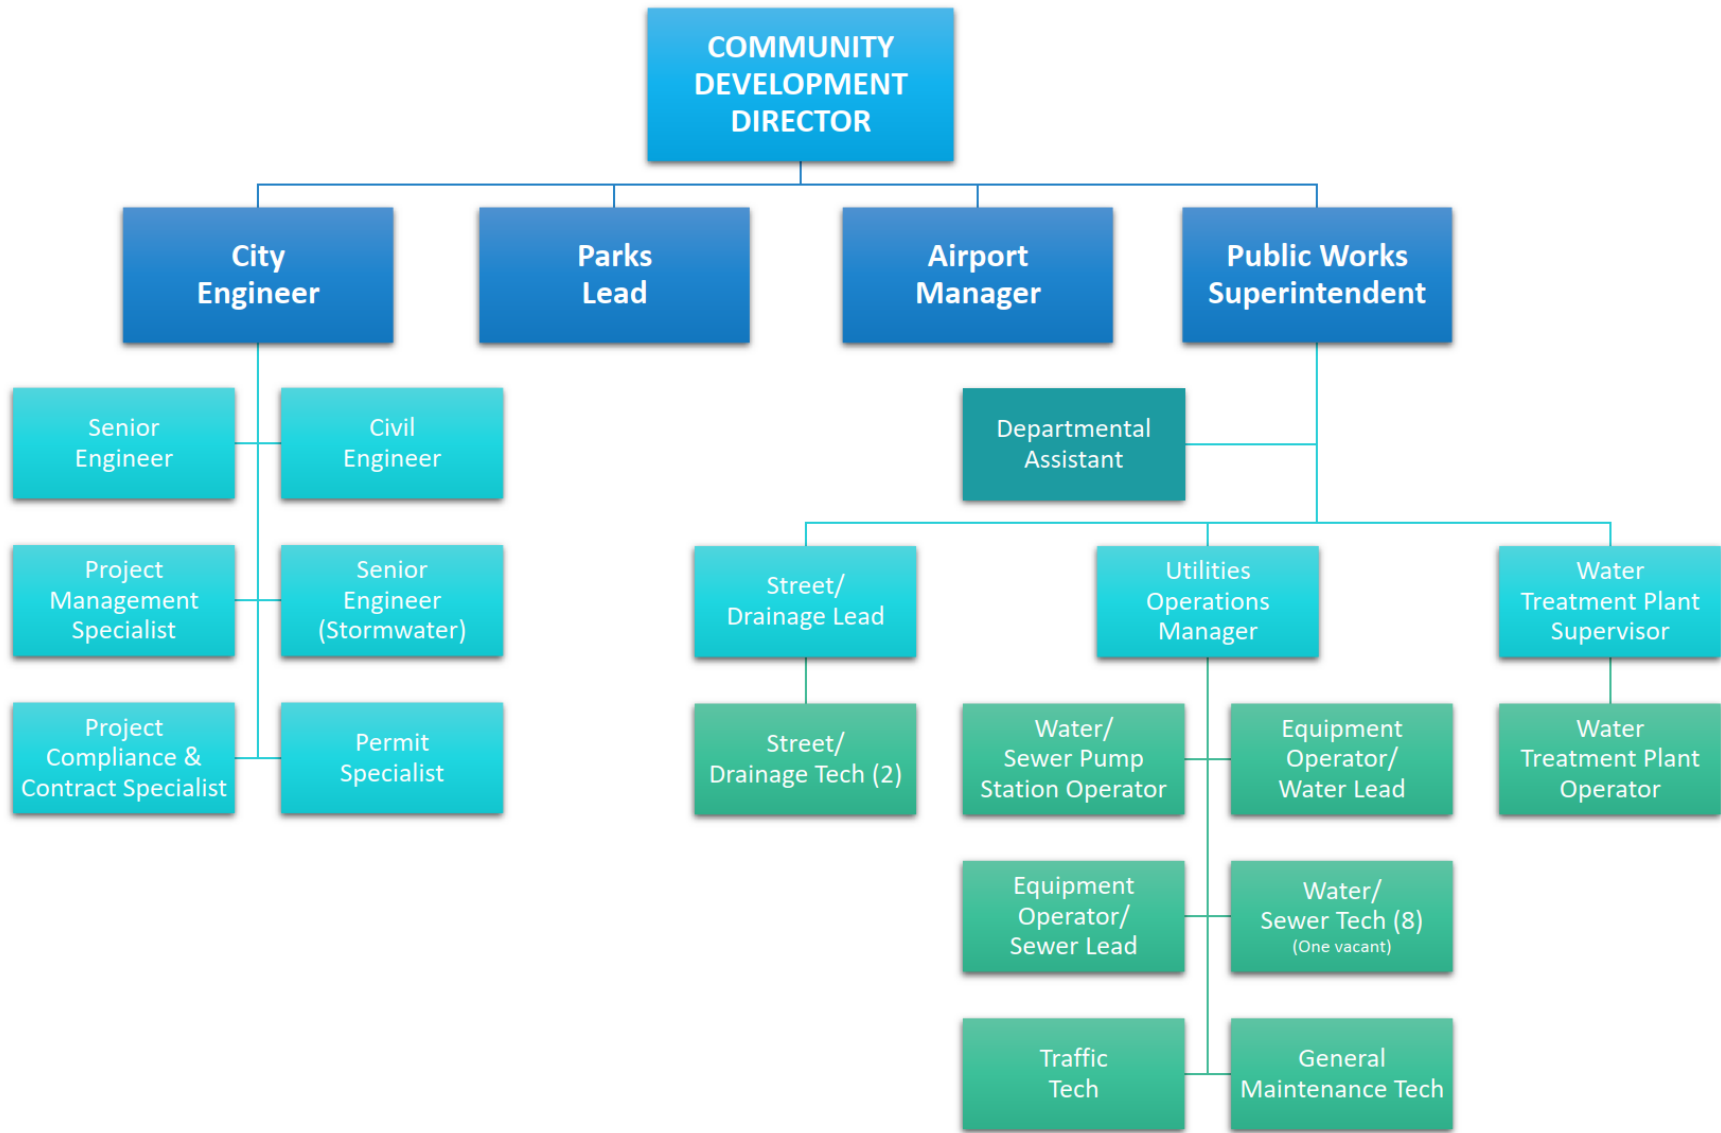 COMMUNITY
DEVELOPMENT
DIRECTOR
City
Engineer
Parks
Lead
Airport
Manager
Public Works
Superintendent
Senior
Engineer
Civil
Engineer
Project
Management
Specialist
Senior
Engineer
(Stormwater)
Project
Compliance &
Contract Specialist
Permit
Specialist
Departmental
Assistant
Street/
Drainage Lead
Utilities
Operations
Manager
Water
Treatment Plant
Supervisor
Street/
Drainage Tech (2)
Water/
Sewer Pump
Station Operator
Equipment
Operator/
Water Lead
Water
Treatment Plant
Operator
Equipment
Operator/
Sewer Lead
Water/
Sewer Tech (8)
(One vacant)
Traffic
Tech
General
Maintenance Tech